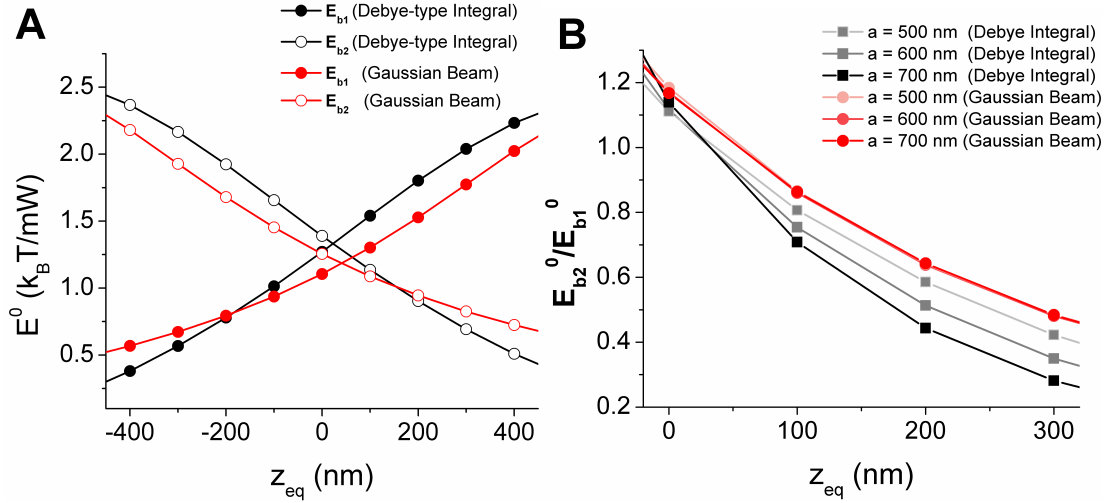 A
E_b1 (Debye-type Integral)
E_b2 (Debye-type Integral)
E_b1 (Gaussian Beam)
E_b2 (Gaussian Beam)
E^0 (k_BT/mW)
2.5
2.0
1.5
1.0
0.5
-400
-200
0
200
400
z_eq (nm)
B
a = 500 nm (Debye Integral)
a = 600 nm (Debye Integral)
a = 700 nm (Debye Integral)
a = 500 nm (Gaussian Beam)
a = 600 nm (Gaussian Beam)
a = 700 nm (Gaussian Beam)
E_b2^0/E_b1^0
1.2
1.0
0.8
0.6
0.4
0.2
0
100
200
300
z_eq (nm)